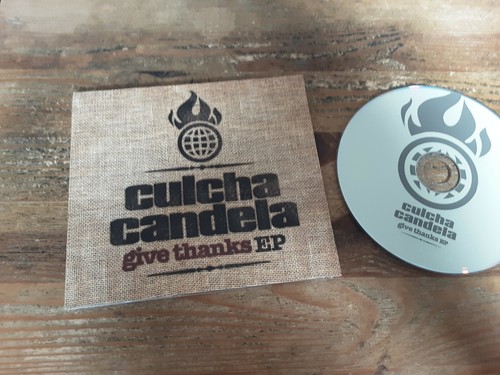 culcha
candela
give thanks EP
culcha
candela
give thanks EP